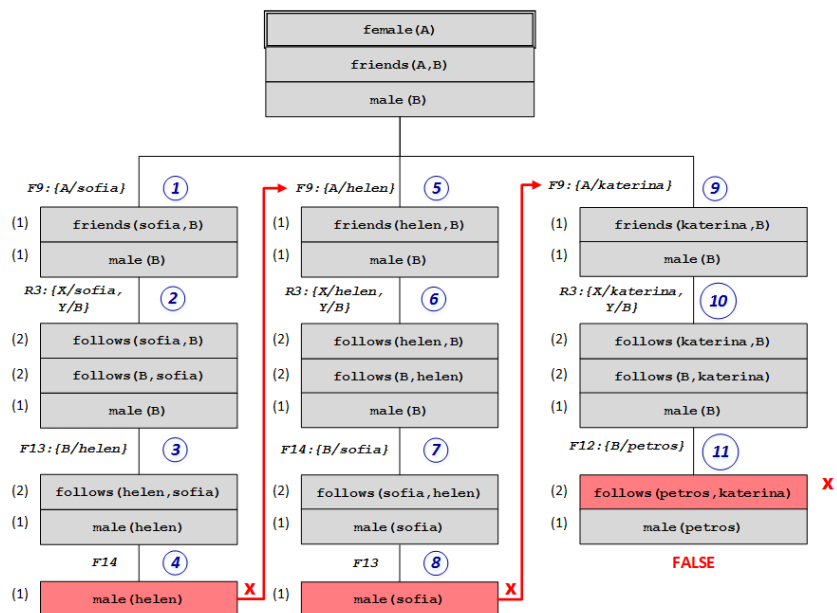 female(A)
friends(A,B)
male(B)
F9:{A/sofia} 1 F9:{A/helen} 5 F9:{A/katerina} 9
(1) friends(sofia,B) (1) friends(helen,B) (1) friends(katerina,B)
(1) male(B) (1) male(B) (1) male(B)
R3:{X/sofia, 2 R3:{X/helen, 6 R3:{X/katerina, 10
Y/B} Y/B} Y/B}
(2) follows(sofia,B) (2) follows(helen,B) (2) follows(katerina,B)
(2) follows(B,sofia) (2) follows(B,helen) (2) follows(B,katerina)
(1) male(B) (1) male(B) (1) male(B)
F13:{B/helen} 3 F14:{B/sofia} 7 F12:{B/petros} 11
(2) follows(helen,sofia) (2) follows(sofia,helen) (2) follows(petros,katerina) X
(1) male(helen) (1) male(sofia) (1) male(petros)
F14 4 F13 8 FALSE
(1) male(helen) X (1) male(sofia) X